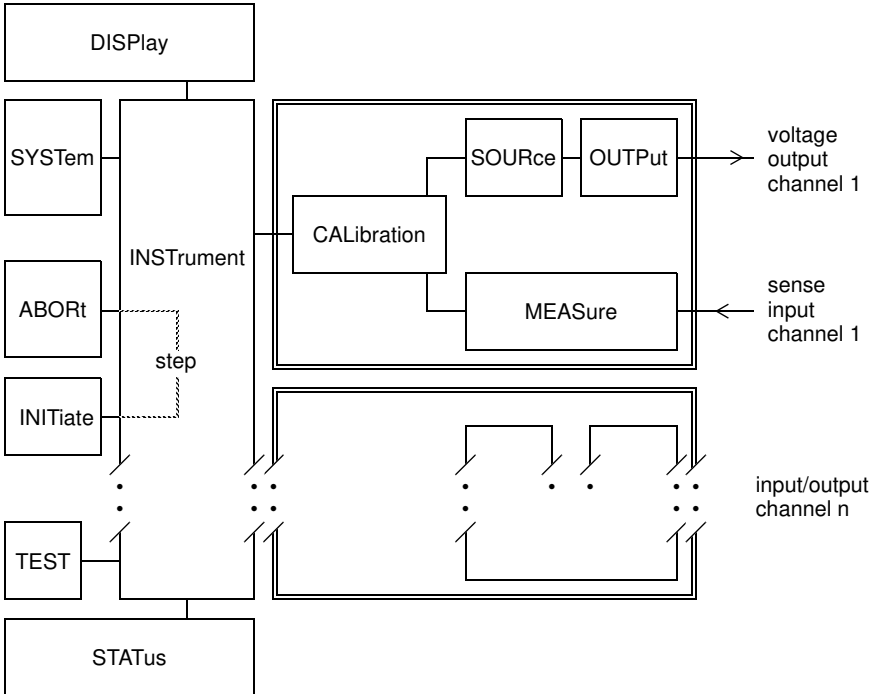 DISPlay
SYSTem
INSTrument
ABORt
step
INITiate
TEST
STATus
CALibration
SOURce
OUTPut
MEASure
voltage
output
channel 1
sense
input
channel 1
input/output
channel n